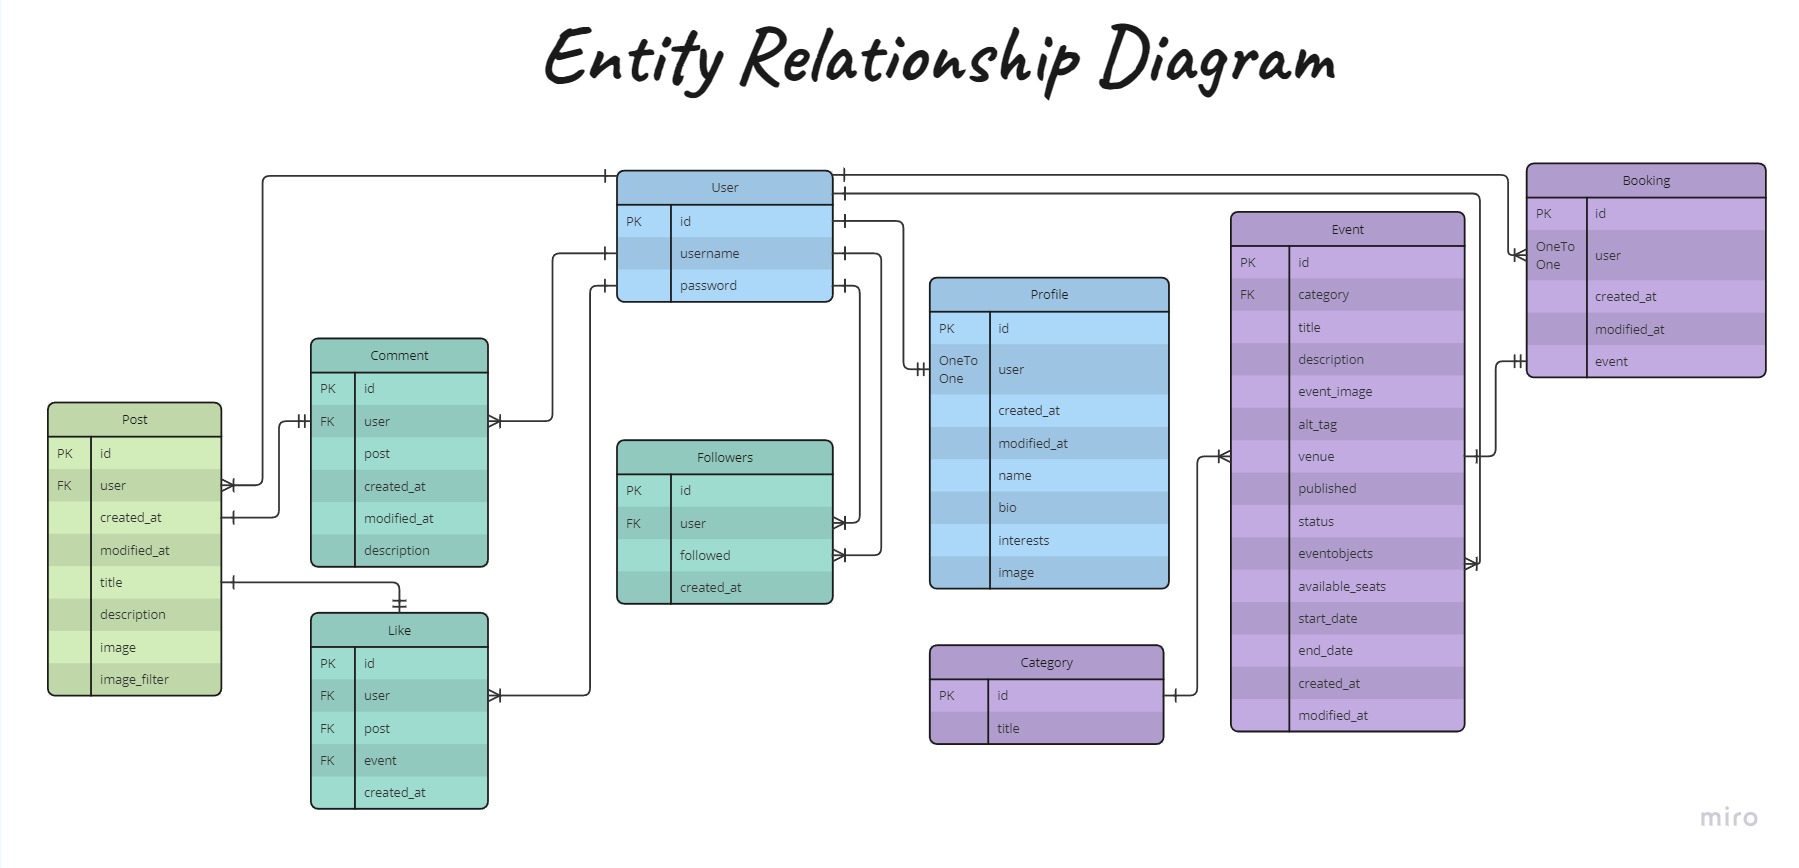 Entity Relationship Diagram
User
PK id
username
password
Booking
PK id
OneTo
One
user
created_at
modified_at
event
Event
PK id
FK category
title
description
event_image
alt_tag
venue
published
status
eventobjects
available_seats
start_date
end_date
created_at
modified_at
Profile
PK id
OneTo
One
user
created_at
modified_at
name
bio
interests
image
Comment
PK id
FK user
post
created_at
modified_at
description
Post
PK id
FK user
created_at
modified_at
title
description
image
image_filter
Followers
PK id
FK user
followed
created_at
Like
PK id
FK user
FK post
FK event
created_at
Category
PK id
title
miro